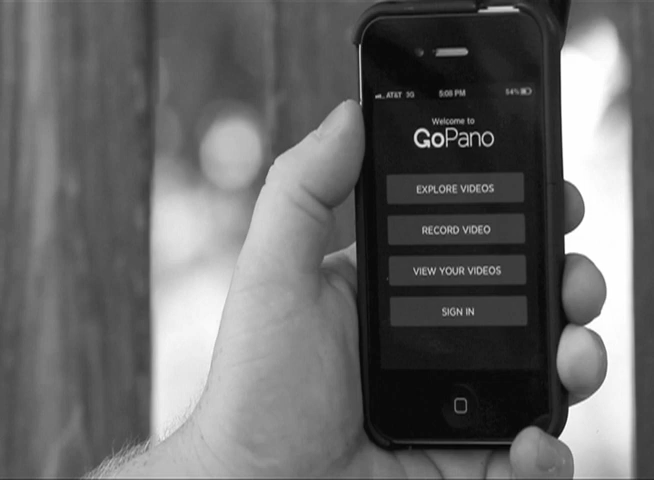 AT&T 3G 5:08 PM 54%
Welcome to
GoPano
EXPLORE VIDEOS
RECORD VIDEO
VIEW YOUR VIDEOS
SIGN IN